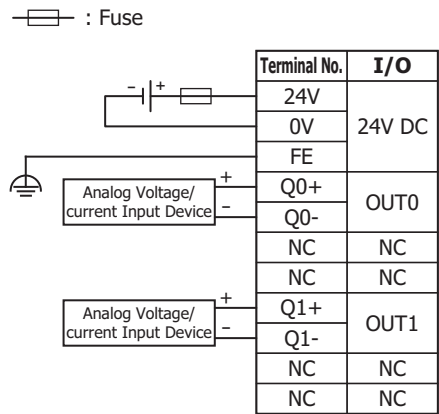 : Fuse
Terminal No. I/O
– + 24V
0V 24V DC
FE
Analog Voltage/
current Input Device
+ Q0+
– Q0-
OUT0
NC NC
NC NC
Analog Voltage/
current Input Device
+ Q1+
– Q1-
OUT1
NC NC
NC NC